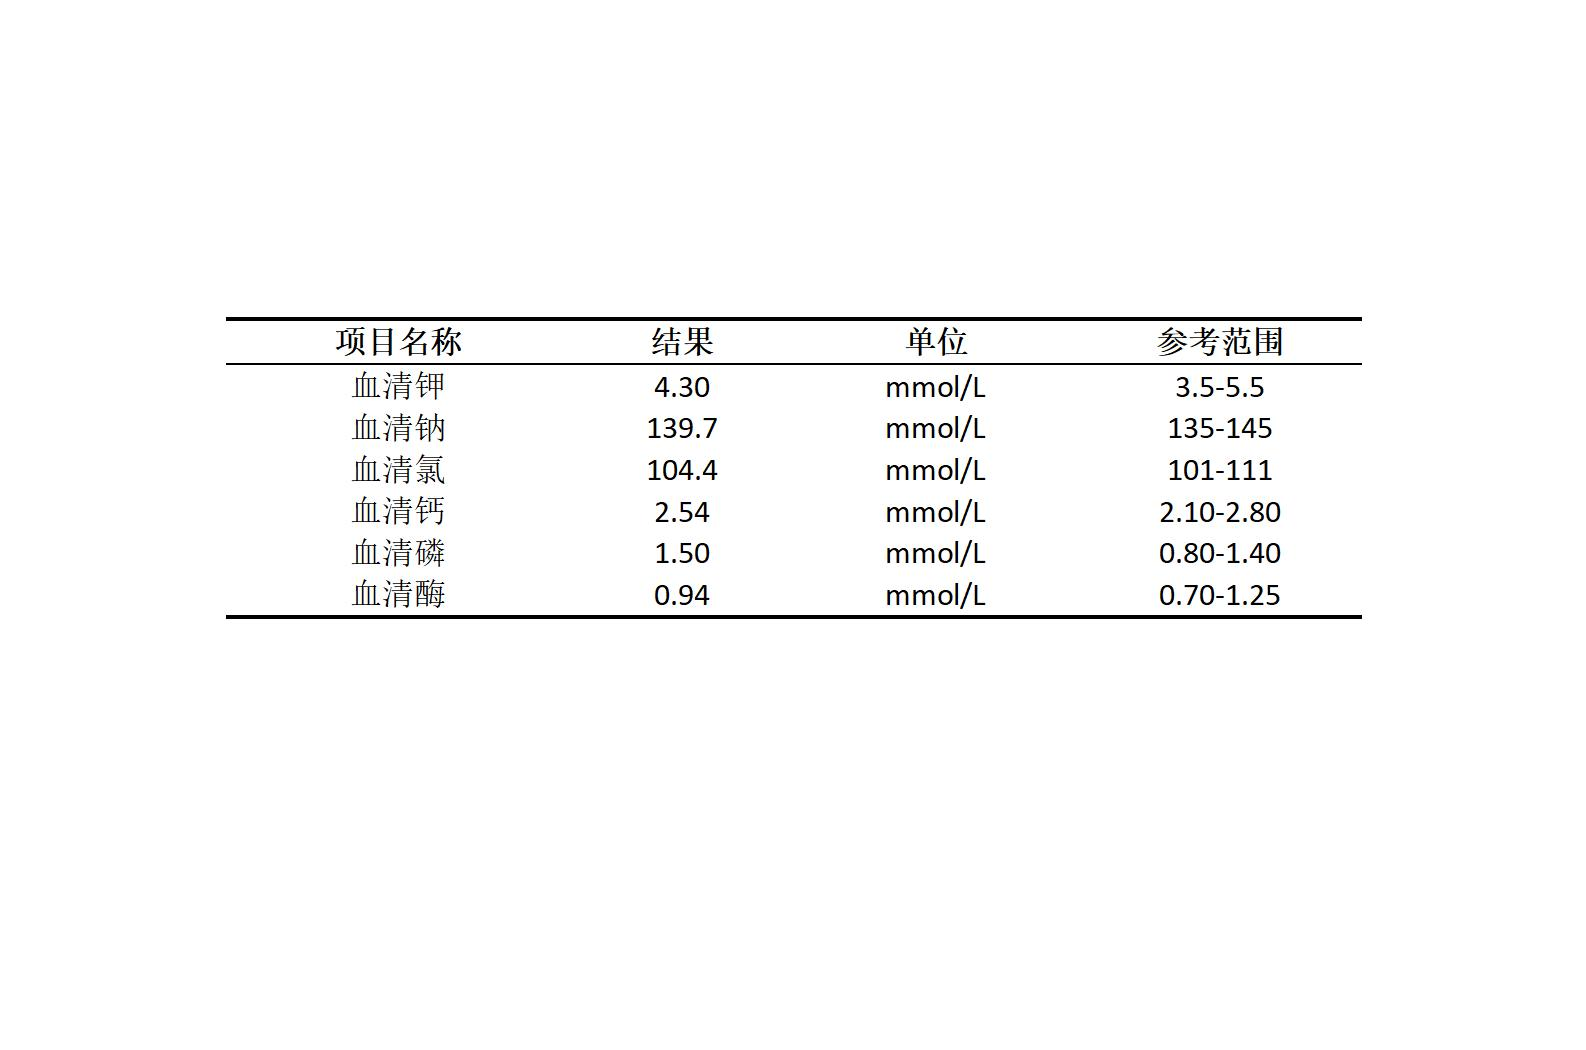 项目名称 结果 单位 参考范围
血清钾 4.30 mmol/L 3.5-5.5
血清钠 139.7 mmol/L 135-145
血清氯 104.4 mmol/L 101-111
血清钙 2.54 mmol/L 2.10-2.80
血清磷 1.50 mmol/L 0.80-1.40
血清酶 0.94 mmol/L 0.70-1.25